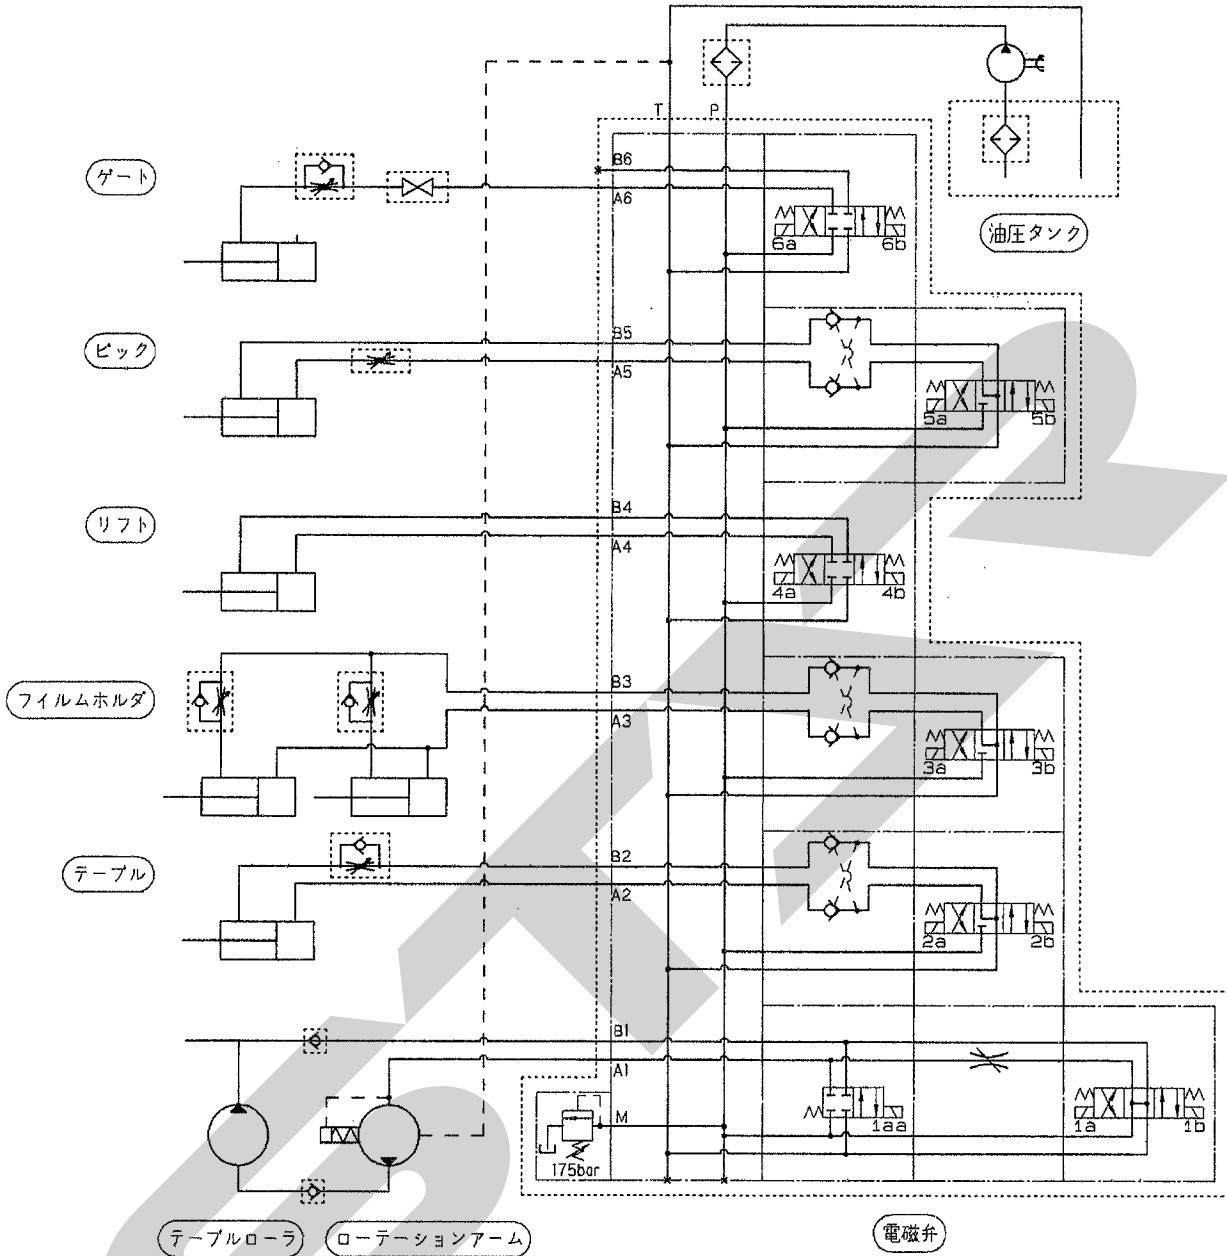 T P
ゲート
B6
A6
6a 6b
油圧タンク
ピック
B5
A5
5a 5b
リフト
B4
A4
4a 4b
フイルムホルダ
B3
A3
3a 3b
テーブル
B2
A2
2a 2b
B1
A1
M
1aa 1a 1b
175bar
テーブルローラ ローテーションアーム 電磁弁
STAR